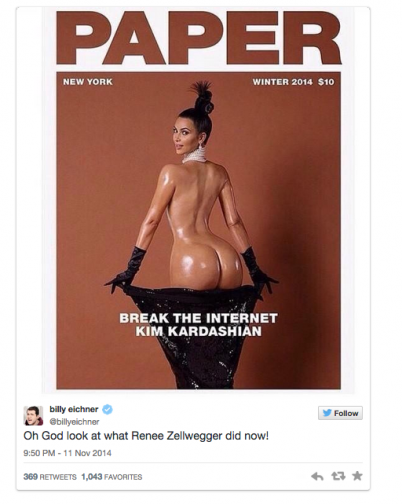 PAPER
NEW YORK WINTER 2014 $10
BREAK THE INTERNET
KIM KARDASHIAN
billy eichner
@billyeichner
Follow
Oh God look at what Renee Zellwegger did now!
9:50 PM - 11 Nov 2014
369 RETWEETS 1,043 FAVORITES